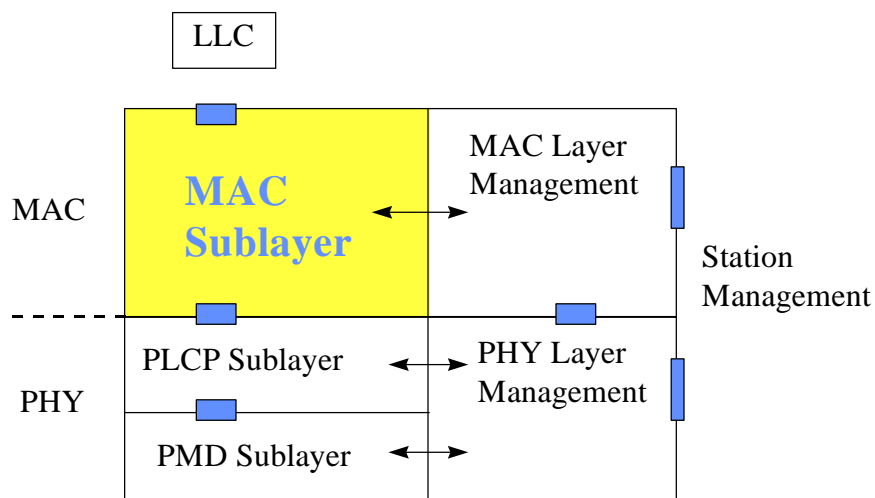 LLC
MAC
MAC
Sublayer
MAC Layer
Management
Station
Management
PHY
PLCP Sublayer
PHY Layer
Management
PMD Sublayer